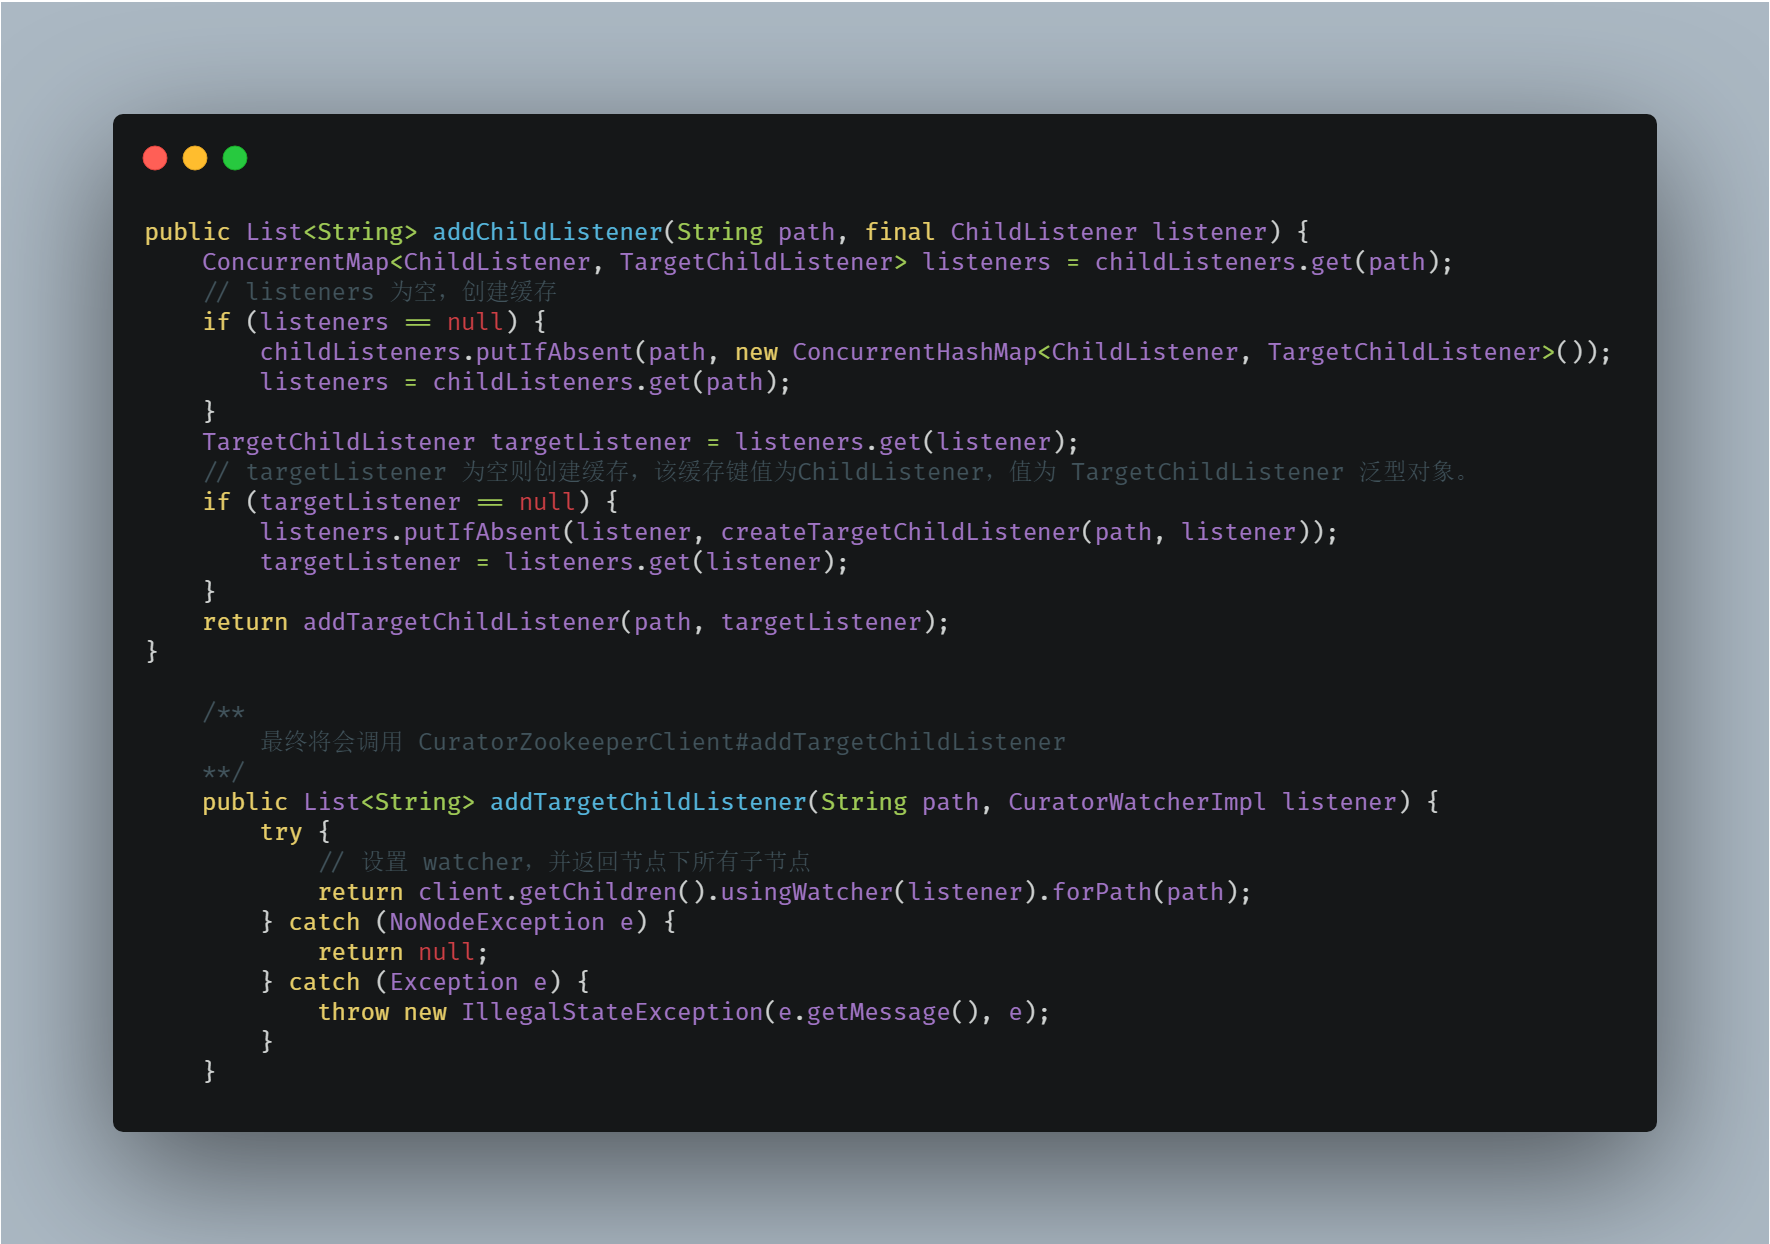 public List<String> addChildListener(String path, final ChildListener listener) {
    ConcurrentMap<ChildListener, TargetChildListener> listeners = childListeners.get(path);
    // listeners 为空，创建缓存
    if (listeners == null) {
        childListeners.putIfAbsent(path, new ConcurrentHashMap<ChildListener, TargetChildListener>());
        listeners = childListeners.get(path);
    }
    TargetChildListener targetListener = listeners.get(listener);
    // targetListener 为空则创建缓存，该缓存键值为ChildListener，值为 TargetChildListener 泛型对象。
    if (targetListener == null) {
        listeners.putIfAbsent(listener, createTargetChildListener(path, listener));
        targetListener = listeners.get(listener);
    }
    return addTargetChildListener(path, targetListener);
}
    /**
        最终将会调用 CuratorZookeeperClient#addTargetChildListener
    **/
    public List<String> addTargetChildListener(String path, CuratorWatcherImpl listener) {
        try {
            // 设置 watcher，并返回节点下所有子节点
            return client.getChildren().usingWatcher(listener).forPath(path);
        } catch (NoNodeException e) {
            return null;
        } catch (Exception e) {
            throw new IllegalStateException(e.getMessage(), e);
        }
    }